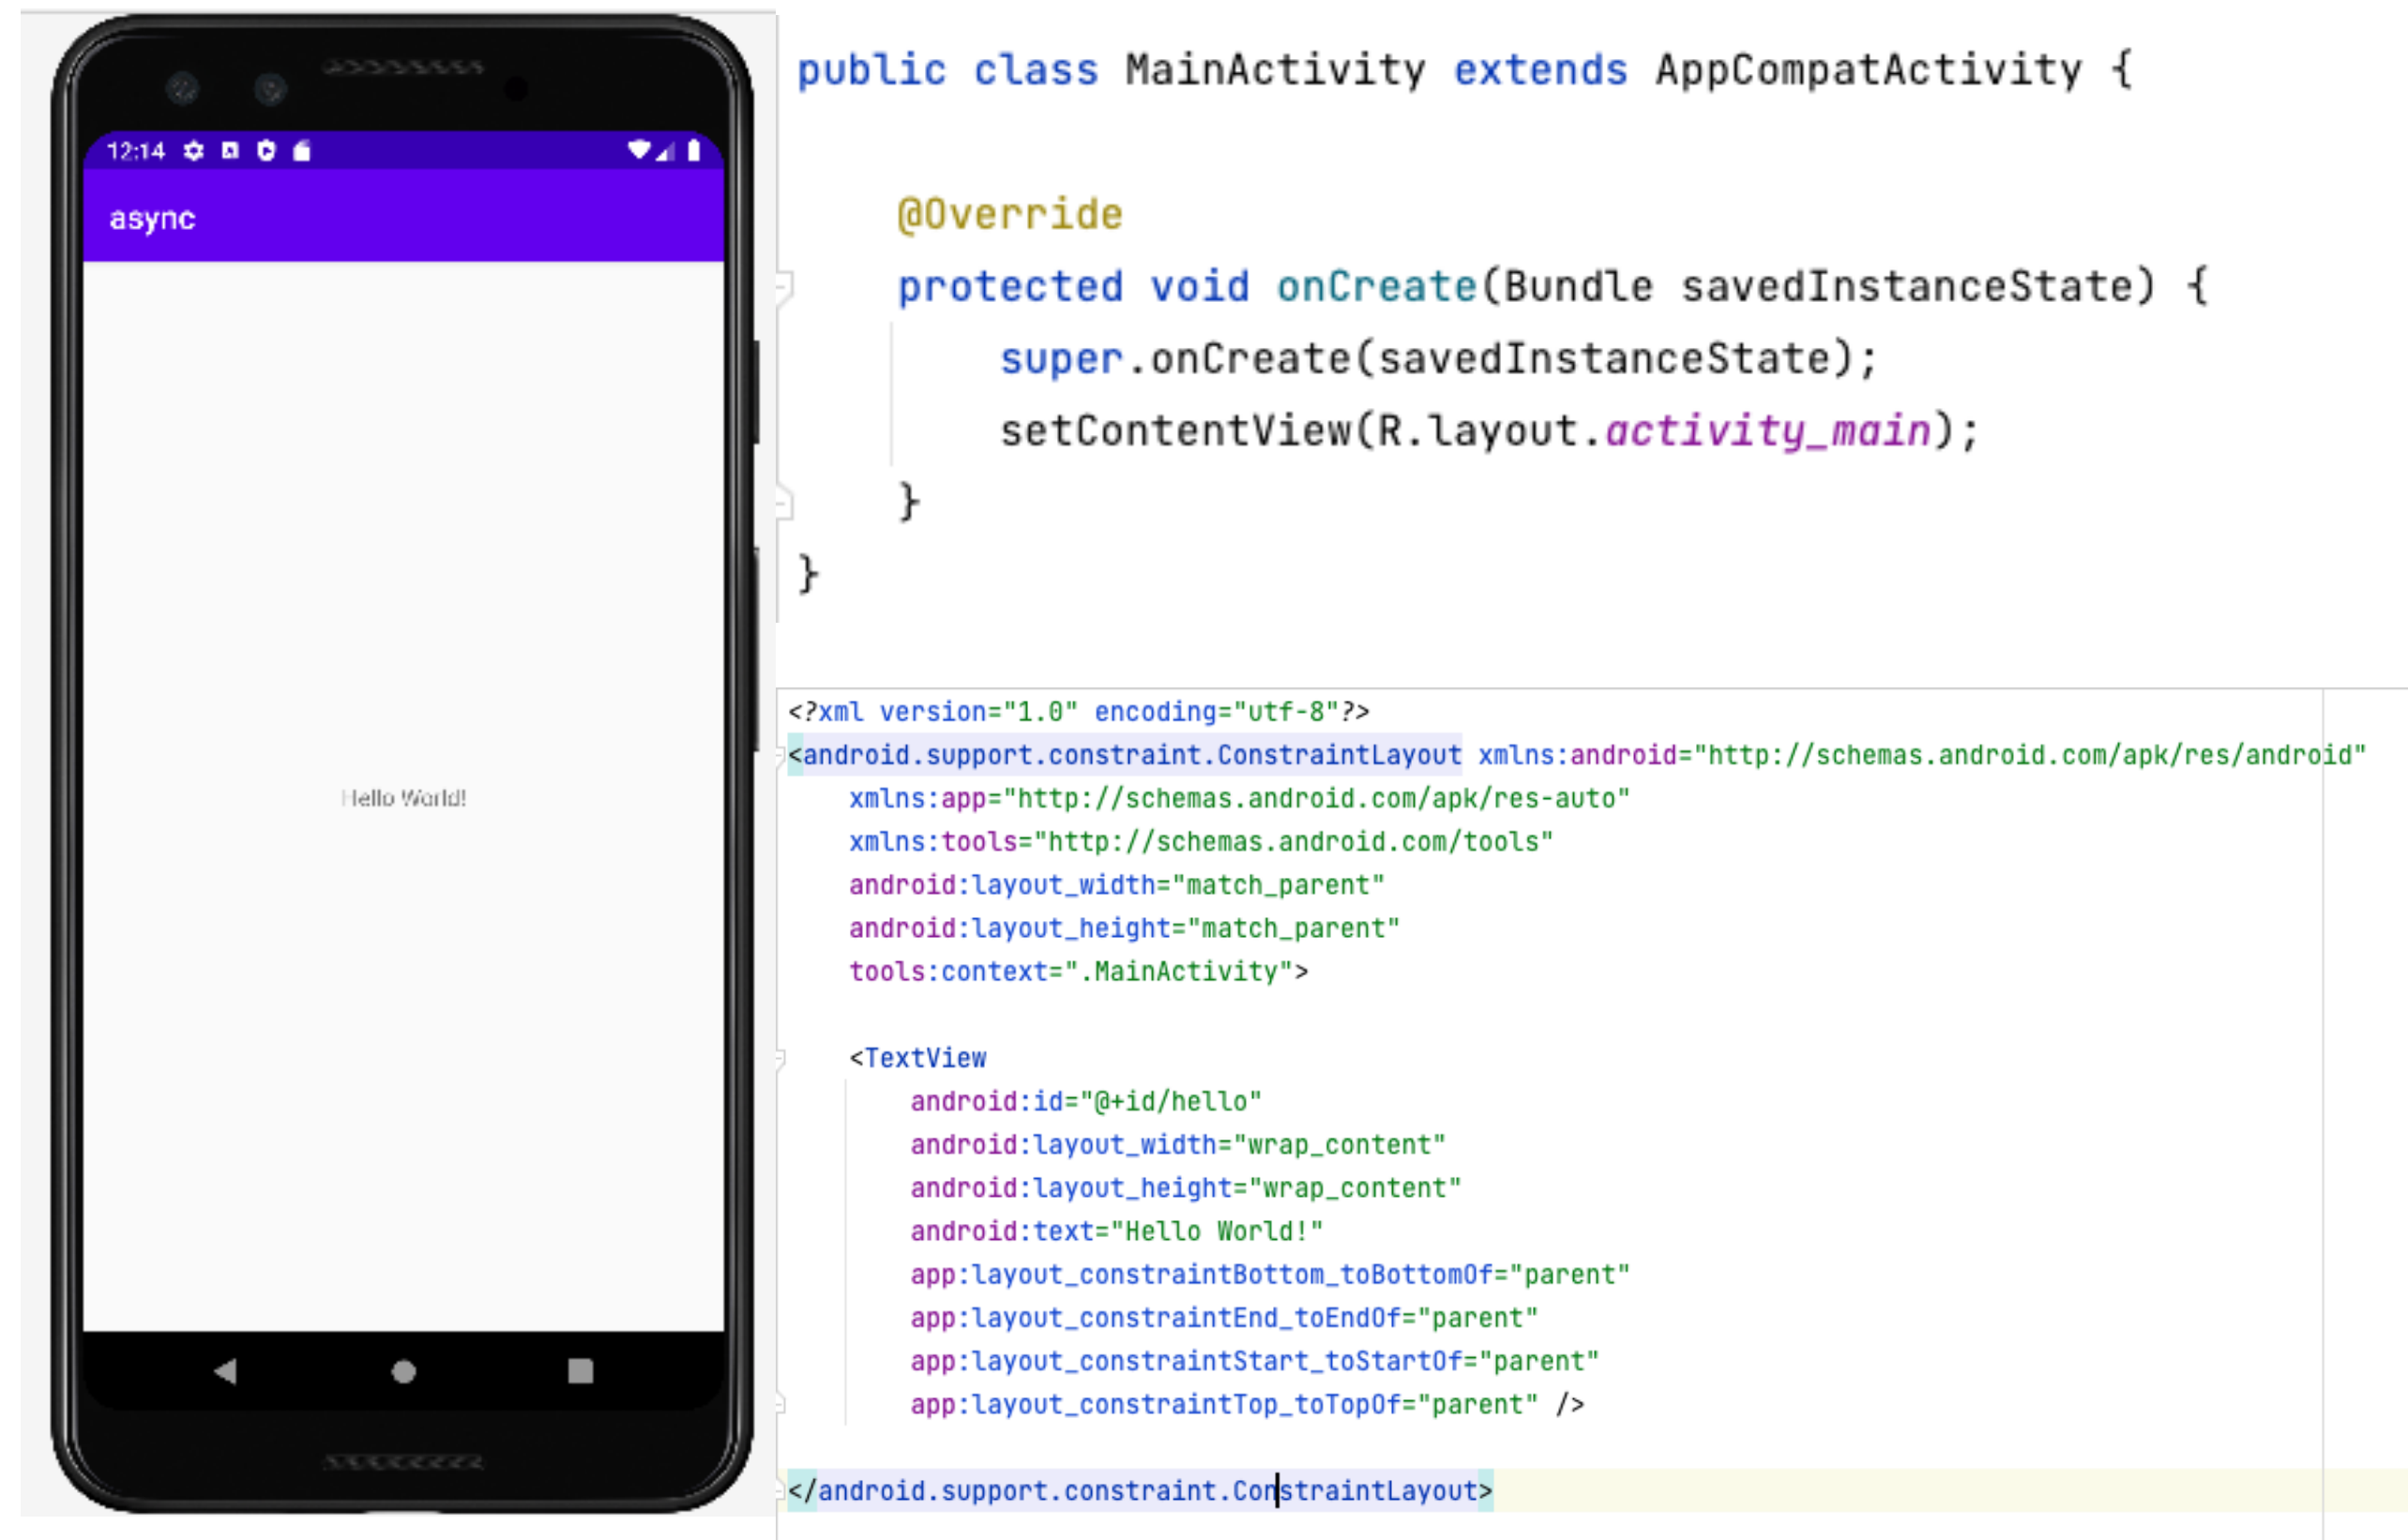 12:14
async
Hello World!
public class MainActivity extends AppCompatActivity {
@Override
protected void onCreate(Bundle savedInstanceState) {
super.onCreate(savedInstanceState);
setContentView(R.layout.activity_main);
}
}
<?xml version="1.0" encoding="utf-8"?>
<android.support.constraint.ConstraintLayout xmlns:android="http://schemas.android.com/apk/res/android"
xmlns:app="http://schemas.android.com/apk/res-auto"
xmlns:tools="http://schemas.android.com/tools"
android:layout_width="match_parent"
android:layout_height="match_parent"
tools:context=".MainActivity">
<TextView
android:id="@+id/hello"
android:layout_width="wrap_content"
android:layout_height="wrap_content"
android:text="Hello World!"
app:layout_constraintBottom_toBottomOf="parent"
app:layout_constraintEnd_toEndOf="parent"
app:layout_constraintStart_toStartOf="parent"
app:layout_constraintTop_toTopOf="parent" />
</android.support.constraint.ConstraintLayout>